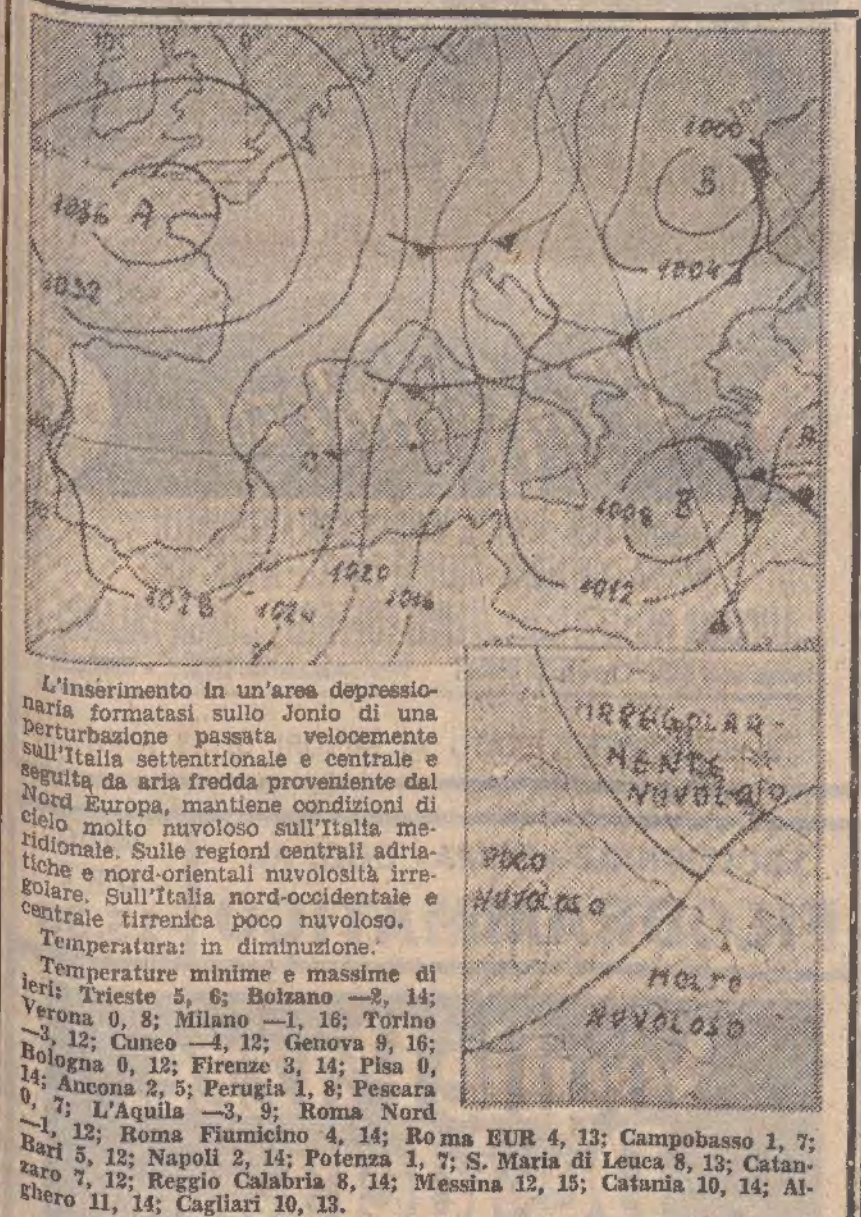 1000
B
1036 A
1032
1004
1008 B
1020
1028
1024
1016
1012
A
L'inserimento in un'area depressio-
naria formatasi sullo Jonio di una
perturbazione passata velocemente
sull'Italia settentrionale e centrale e
seguita da aria fredda proveniente dal
Nord Europa, mantiene condizioni di
cielo molto nuvoloso sull'Italia me-
ridionale. Sulle regioni centrali adria-
tiche e nord-orientali nuvolosità irre-
golare. Sull'Italia nord-occidentale e
centrale tirrenica poco nuvoloso.
Temperatura: in diminuzione.
Temperature minime e massime di
ieri: Trieste 5, 6; Bolzano —2, 14;
Verona 0, 8; Milano —1, 16; Torino
—3, 12; Cuneo —4, 12; Genova 9, 16;
Bologna 0, 12; Firenze 3, 14; Pisa 0,
14; Ancona 2, 5; Perugia 1, 8; Pescara
0, 7; L'Aquila —3, 9; Roma Nord
—1, 12; Roma Fiumicino 4, 14; Roma EUR 4, 13; Campobasso 1, 7;
Bari 5, 12; Napoli 2, 14; Potenza 1, 7; S. Maria di Leuca 8, 13; Catan-
zaro 7, 12; Reggio Calabria 8, 14; Messina 12, 15; Catania 10, 14; Al-
ghero 11, 14; Cagliari 10, 13.
IRREGOLAR-
MENTE
NUVOLOSO
POCO
NUVOLOSO
MOLTO
NUVOLOSO